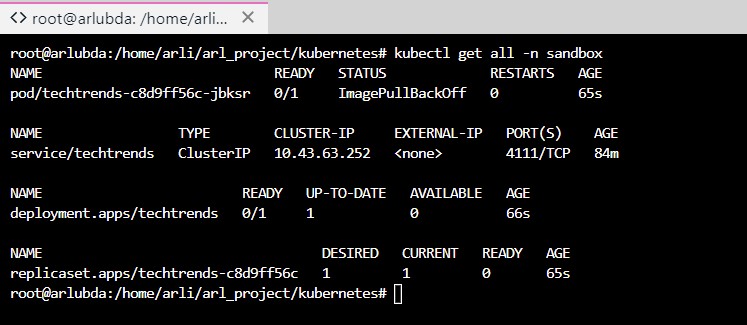 <> root@arlubda: /home/arli... ×
root@arlubda:/home/arli/arl_project/kubernetes# kubectl get all -n sandbox
NAME                             READY   STATUS             RESTARTS   AGE
pod/techtrends-c8d9ff56c-jbksr   0/1     ImagePullBackOff   0          65s
NAME                 TYPE        CLUSTER-IP     EXTERNAL-IP   PORT(S)    AGE
service/techtrends   ClusterIP   10.43.63.252   <none>        4111/TCP   84m
NAME                         READY   UP-TO-DATE   AVAILABLE   AGE
deployment.apps/techtrends   0/1     1            0           66s
NAME                                   DESIRED   CURRENT   READY   AGE
replicaset.apps/techtrends-c8d9ff56c   1         1         0       65s
root@arlubda:/home/arli/arl_project/kubernetes#